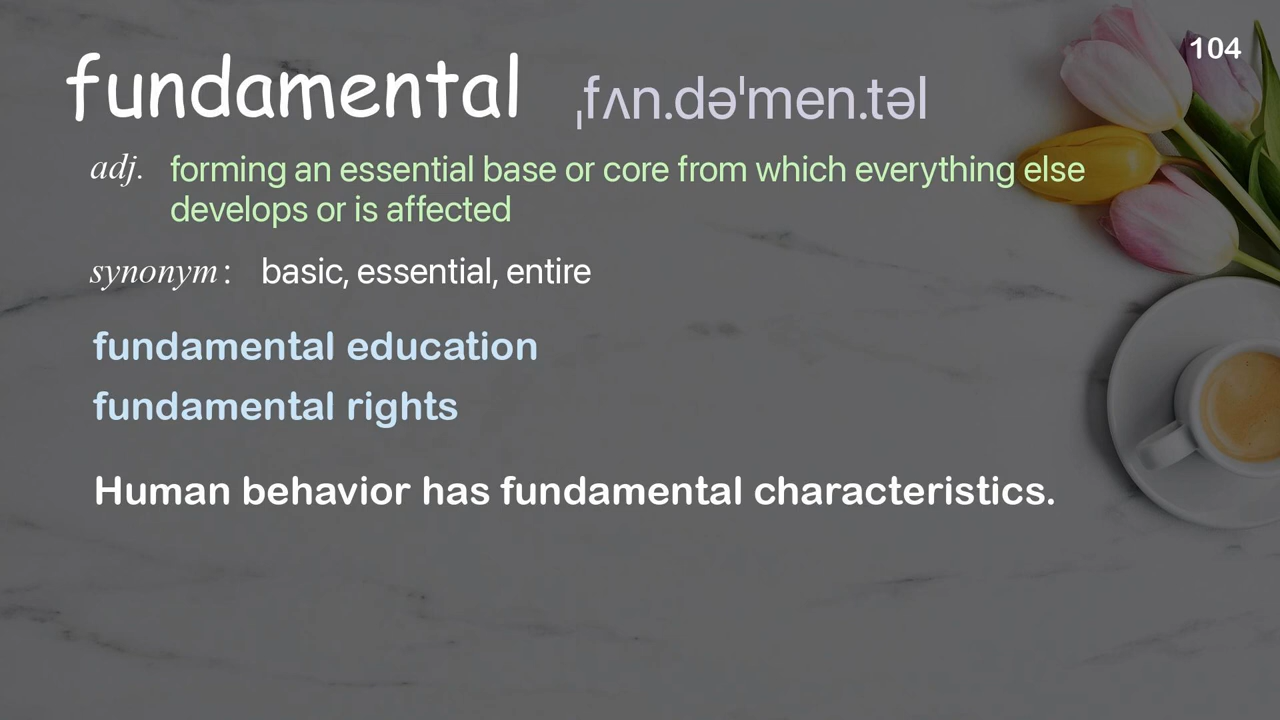 104
fundamental ˌfʌn.dəˈmen.təl
adj. forming an essential base or core from which everything else
develops or is affected
synonym: basic, essential, entire
fundamental education
fundamental rights
Human behavior has fundamental characteristics.